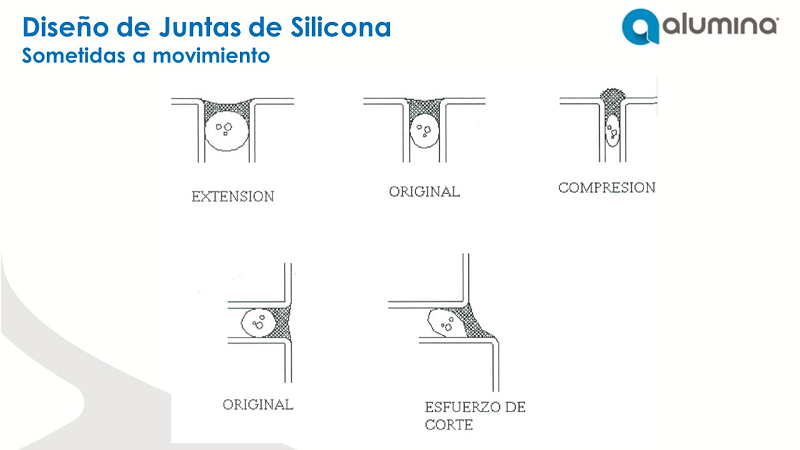 Diseño de Juntas de Silicona
Sometidas a movimiento
alumina
EXTENSION
ORIGINAL
COMPRESION
ORIGINAL
ESFUERZO DE
CORTE